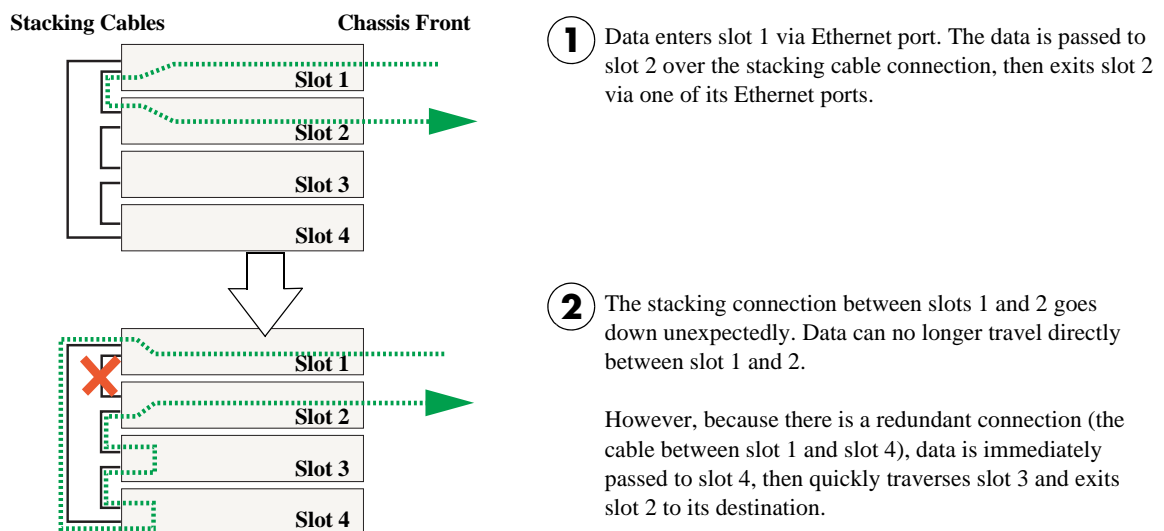 Stacking Cables
Chassis Front
Slot 1
Slot 2
Slot 3
Slot 4
1
Data enters slot 1 via Ethernet port. The data is passed to
slot 2 over the stacking cable connection, then exits slot 2
via one of its Ethernet ports.
Slot 1
Slot 2
Slot 3
Slot 4
2
The stacking connection between slots 1 and 2 goes
down unexpectedly. Data can no longer travel directly
between slot 1 and 2.
However, because there is a redundant connection (the
cable between slot 1 and slot 4), data is immediately
passed to slot 4, then quickly traverses slot 3 and exits
slot 2 to its destination.